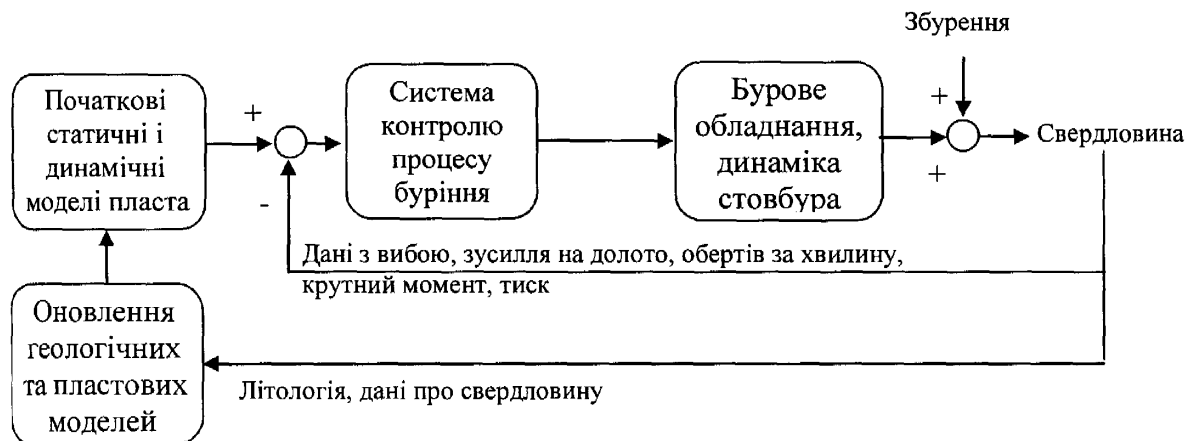 Збурення
Початкові
статичні і
динамічні
моделі пласта
+
-
Система
контролю
процесу
буріння
Бурове
обладнання,
динаміка
стовбура
+
+
Свердловина
Дані з вибою, зусилля на долото, обертів за хвилину,
крутний момент, тиск
Оновлення
геологічних
та пластових
моделей
Літологія, дані про свердловину